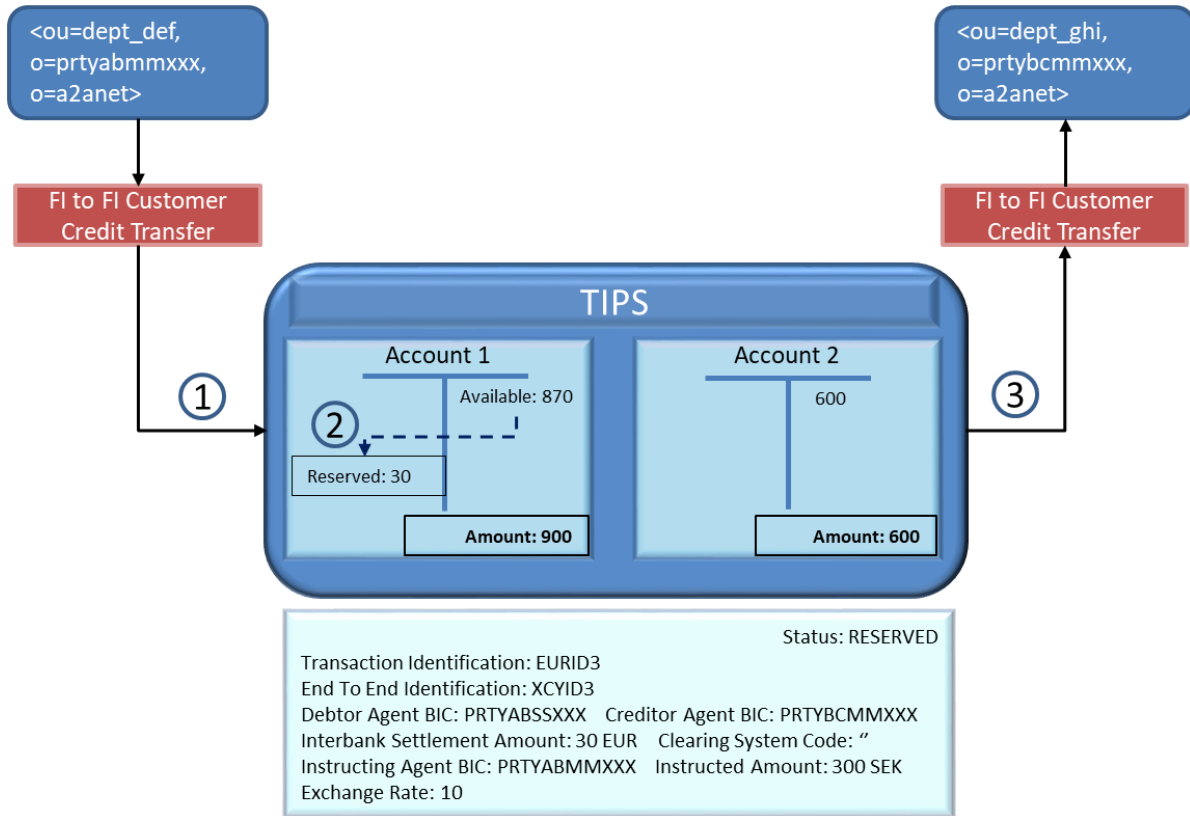 <ou=dept_def,
o=prtyabmmxxx,
o=a2anet>
<ou=dept_ghi,
o=prtybcmmxxx,
o=a2anet>
FI to FI Customer
Credit Transfer
FI to FI Customer
Credit Transfer
TIPS
Account 1
Available: 870
Reserved: 30
Amount: 900
Account 2
600
Amount: 600
1
2
3
Status: RESERVED
Transaction Identification: EURID3
End To End Identification: XCYID3
Debtor Agent BIC: PRTYABSSXXX Creditor Agent BIC: PRTYBCMMXXX
Interbank Settlement Amount: 30 EUR Clearing System Code: ‘’
Instructing Agent BIC: PRTYABMMXXX Instructed Amount: 300 SEK
Exchange Rate: 10